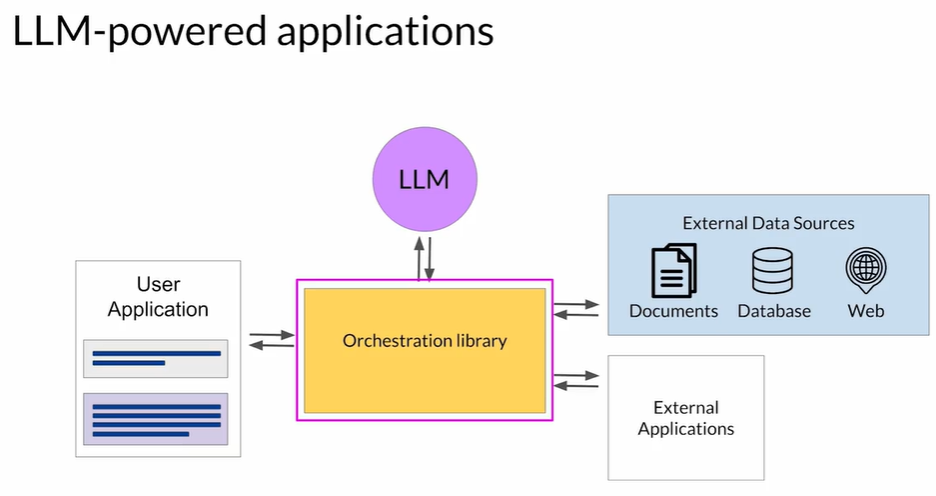 LLM-powered applications
LLM
External Data Sources
Documents Database Web
User
Application
Orchestration library
External
Applications